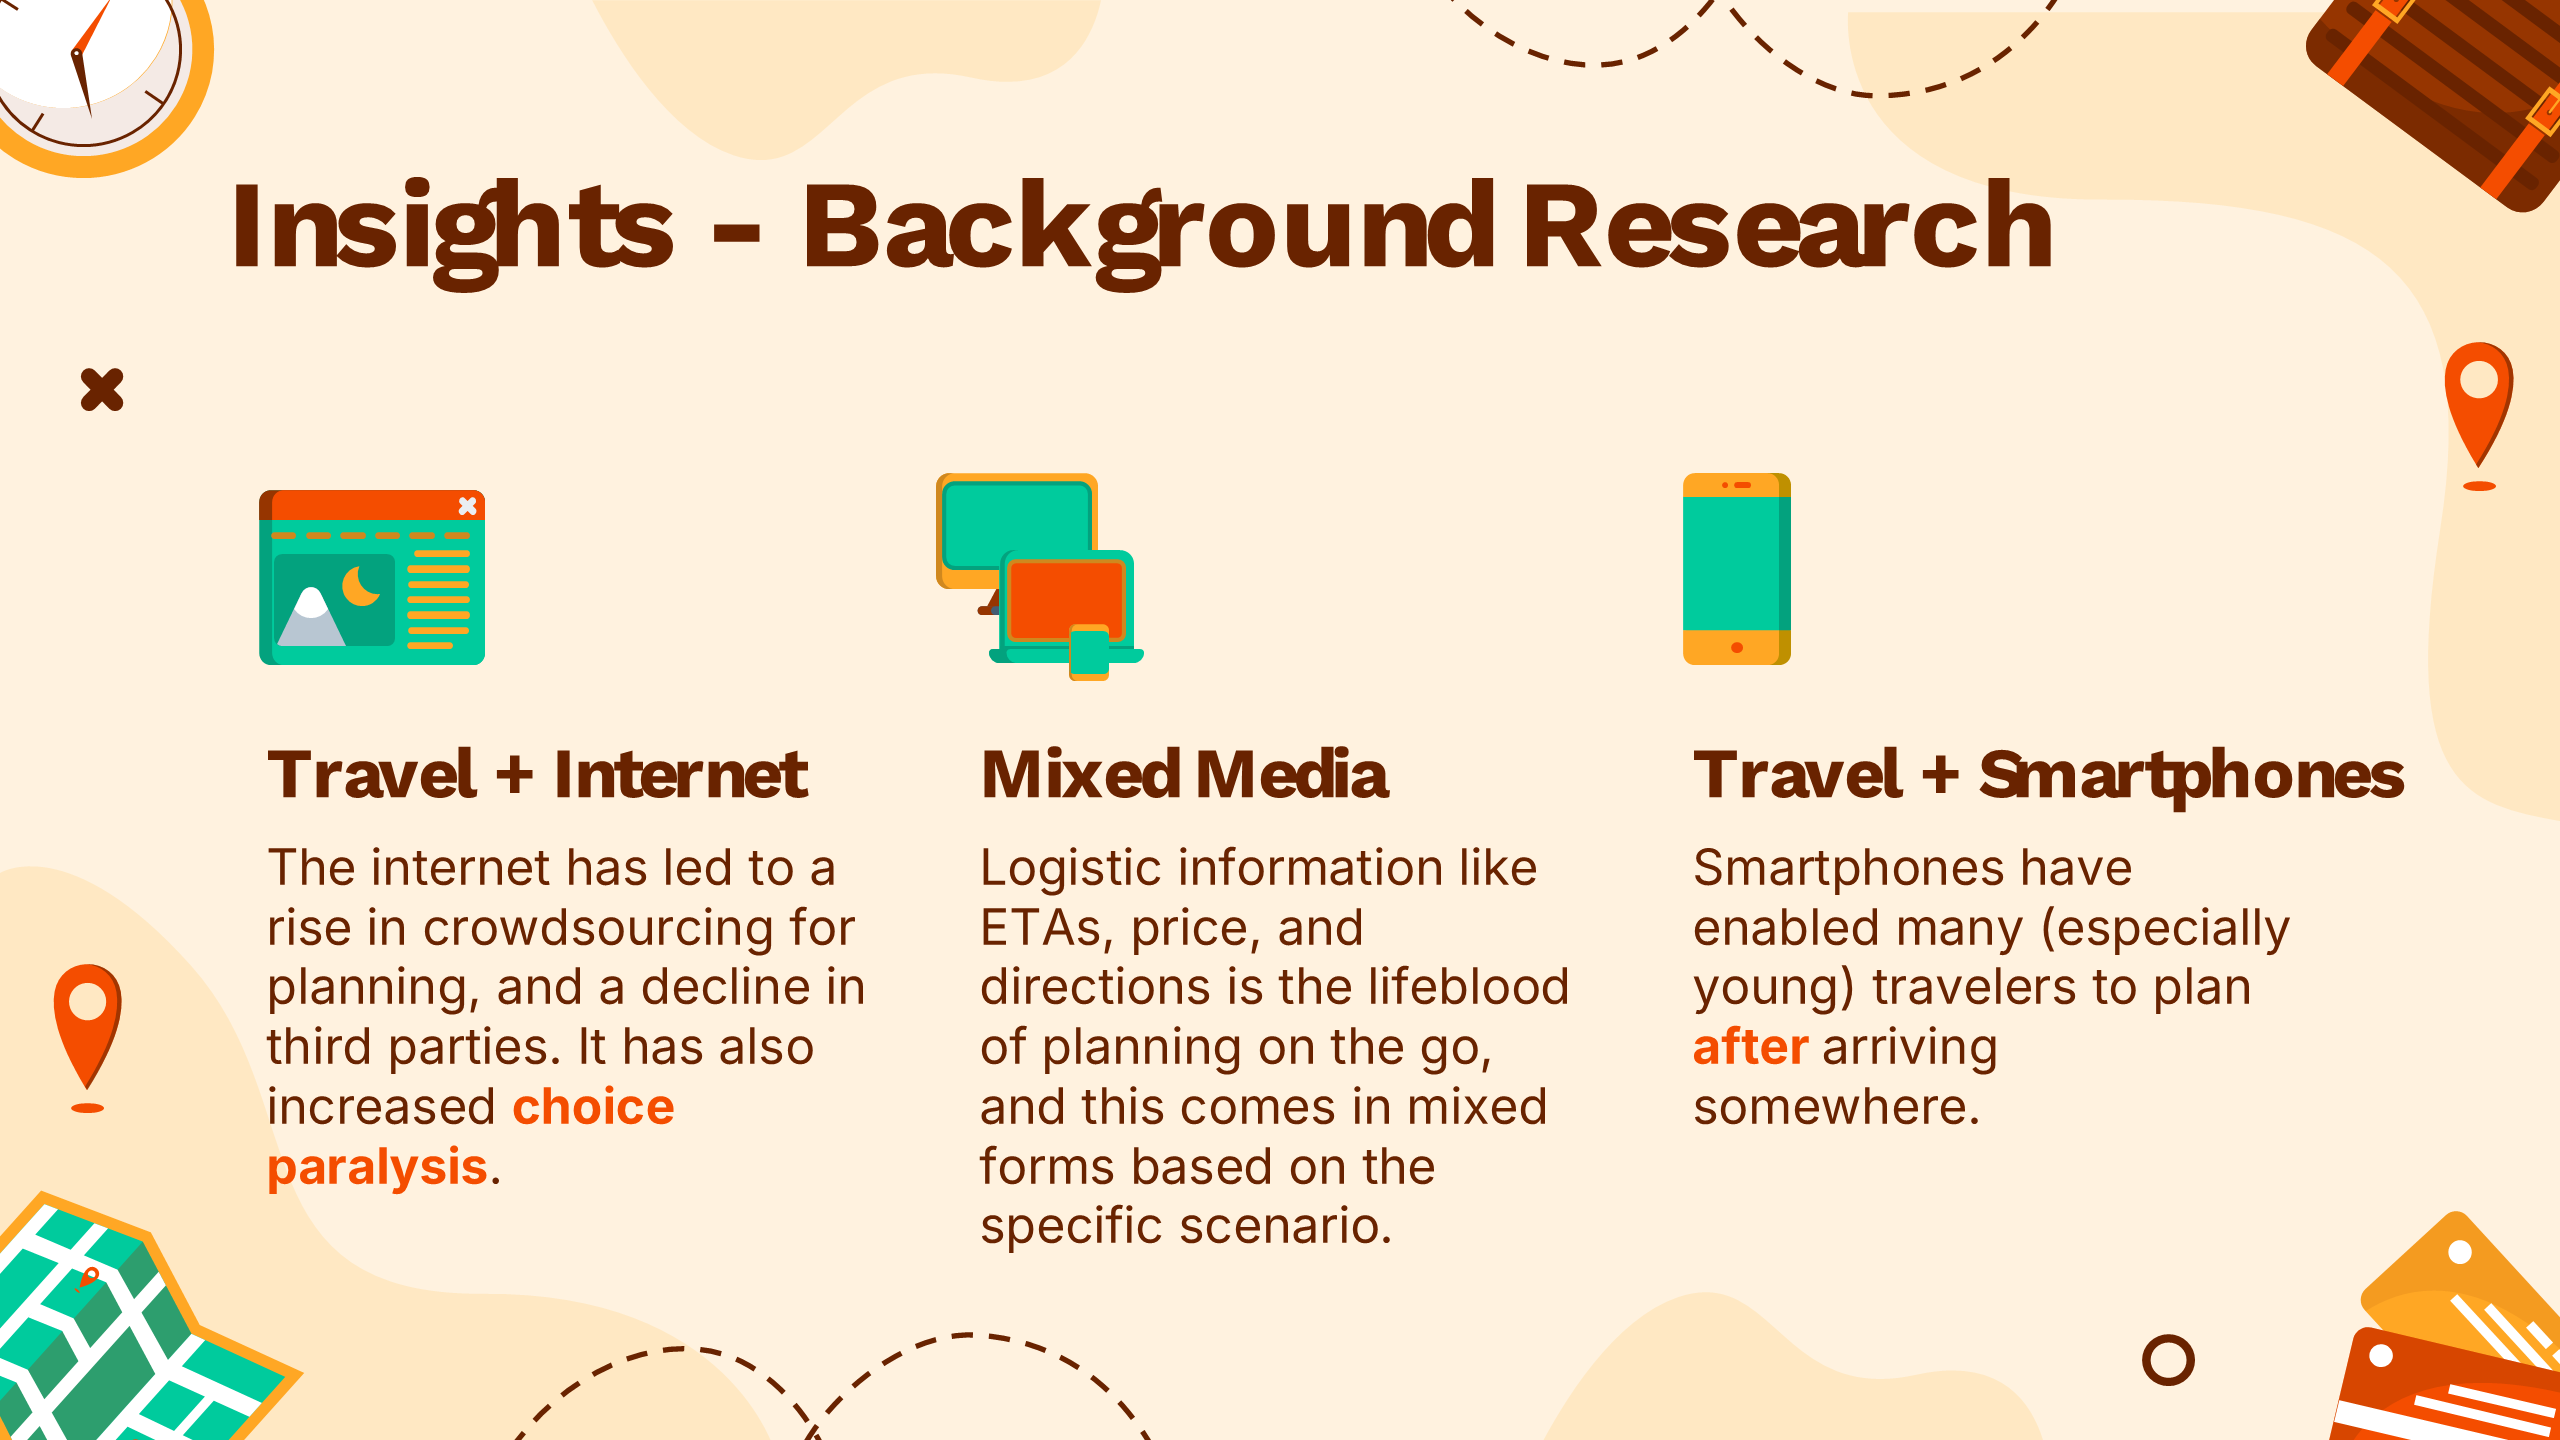 Insights - Background Research
Travel + Internet
The internet has led to a
rise in crowdsourcing for
planning, and a decline in
third parties. It has also
increased choice
paralysis.
Mixed Media
Logistic information like
ETAs, price, and
directions is the lifeblood
of planning on the go,
and this comes in mixed
forms based on the
specific scenario.
Travel + Smartphones
Smartphones have
enabled many (especially
young) travelers to plan
after arriving
somewhere.